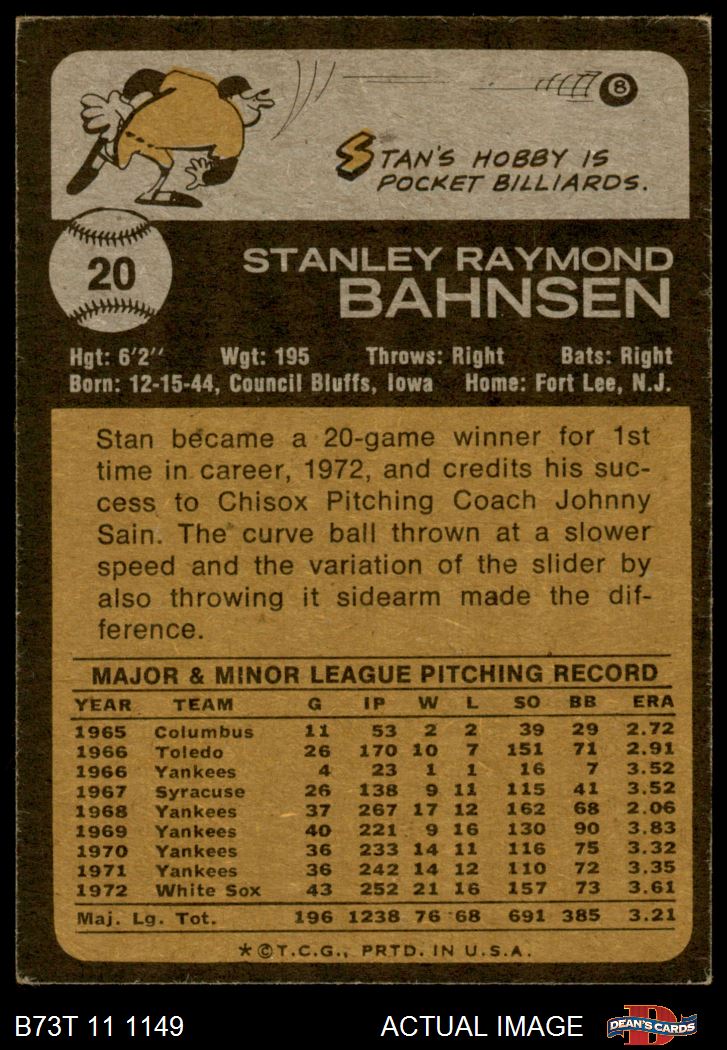 8
STAN'S HOBBY IS
POCKET BILLIARDS.
20
STANLEY RAYMOND
BAHNSEN
Hgt: 6'2" Wgt: 195 Throws: Right Bats: Right
Born: 12-15-44, Council Bluffs, Iowa Home: Fort Lee, N.J.
Stan became a 20-game winner for 1st
time in career, 1972, and credits his suc-
cess to Chisox Pitching Coach Johnny
Sain. The curve ball thrown at a slower
speed and the variation of the slider by
also throwing it sidearm made the dif-
ference.
MAJOR & MINOR LEAGUE PITCHING RECORD
YEAR TEAM G IP W L SO BB ERA
1965 Columbus 11 53 2 2 39 29 2.72
1966 Toledo 26 170 10 7 151 71 2.91
1966 Yankees 4 23 1 1 16 7 3.52
1967 Syracuse 26 138 9 11 115 41 3.52
1968 Yankees 37 267 17 12 162 68 2.06
1969 Yankees 40 221 9 16 130 90 3.83
1970 Yankees 36 233 14 11 116 75 3.32
1971 Yankees 36 242 14 12 110 72 3.35
1972 White Sox 43 252 21 16 157 73 3.61
Maj. Lg. Tot. 196 1238 76 68 691 385 3.21
*©T.C.G., PRTD. IN U.S.A.
B73T 11 1149 ACTUAL IMAGE DEAN'S CARDS